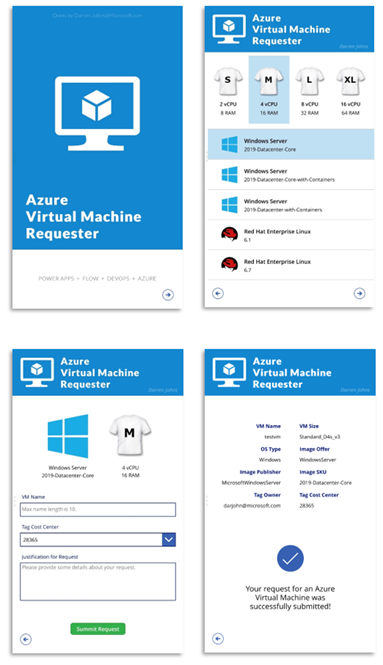 Azure
Virtual Machine
Requester
POWER APPS + FLOW + DEVOPS + AZURE
Azure
Virtual Machine
Requester
Darren Johns
S M L XL
2 vCPU 4 vCPU 8 vCPU 16 vCPU
8 RAM 16 RAM 32 RAM 64 RAM
Windows Server
2019-Datacenter-Core
Windows Server
2019-Datacenter-Core-with-Containers
Windows Server
2019-Datacenter-with-Containers
Red Hat Enterprise Linux
6.1
Red Hat Enterprise Linux
6.7
Azure
Virtual Machine
Requester
Darren Johns
M
Windows Server 4 vCPU
2019-Datacenter-Core 16 RAM
VM Name
Max name length is 10.
Tag Cost Center
28365
Justification for Request
Please provide some details about your request.
Summit Request
Azure
Virtual Machine
Requester
Darren Johns
VM Name VM Size
testvm Standard_D4s_v3
OS Type Image Offer
Windows WindowsServer
Image Publisher Image SKU
MicrosoftWindowsServer 2019-Datacenter-Core
Tag Owner Tag Cost Center
darjohn@microsoft.com 28365
Your request for an Azure
Virtual Machine was
successfully submitted!